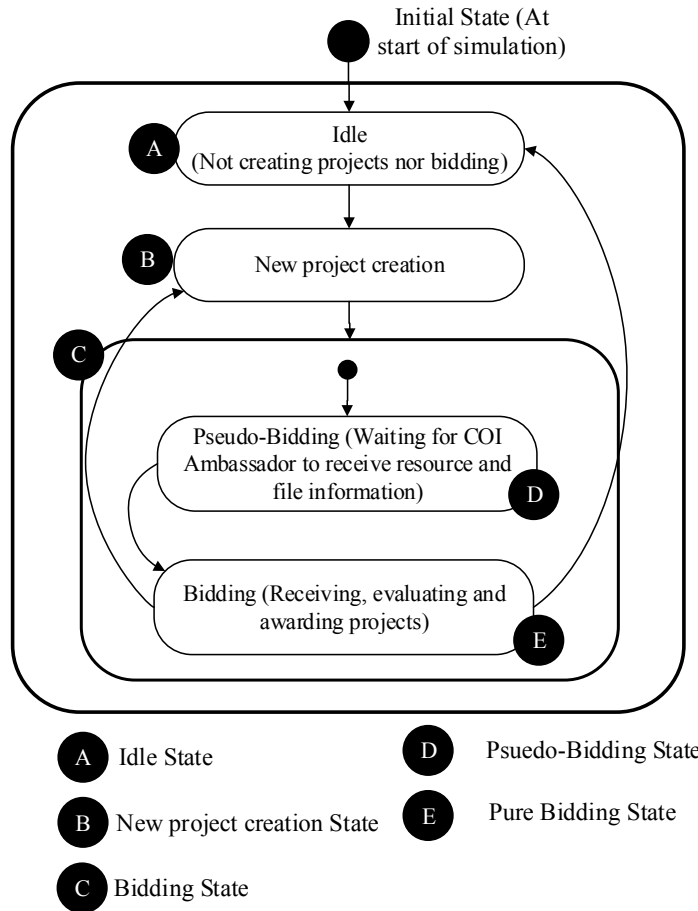 Initial State (At
start of simulation)
A
Idle
(Not creating projects nor bidding)
B
New project creation
C
Pseudo-Bidding (Waiting for COI
Ambassador to receive resource and
file information)
D
Bidding (Receiving, evaluating and
awarding projects)
E
A Idle State
D Psuedo-Bidding State
B New project creation State
E Pure Bidding State
C Bidding State